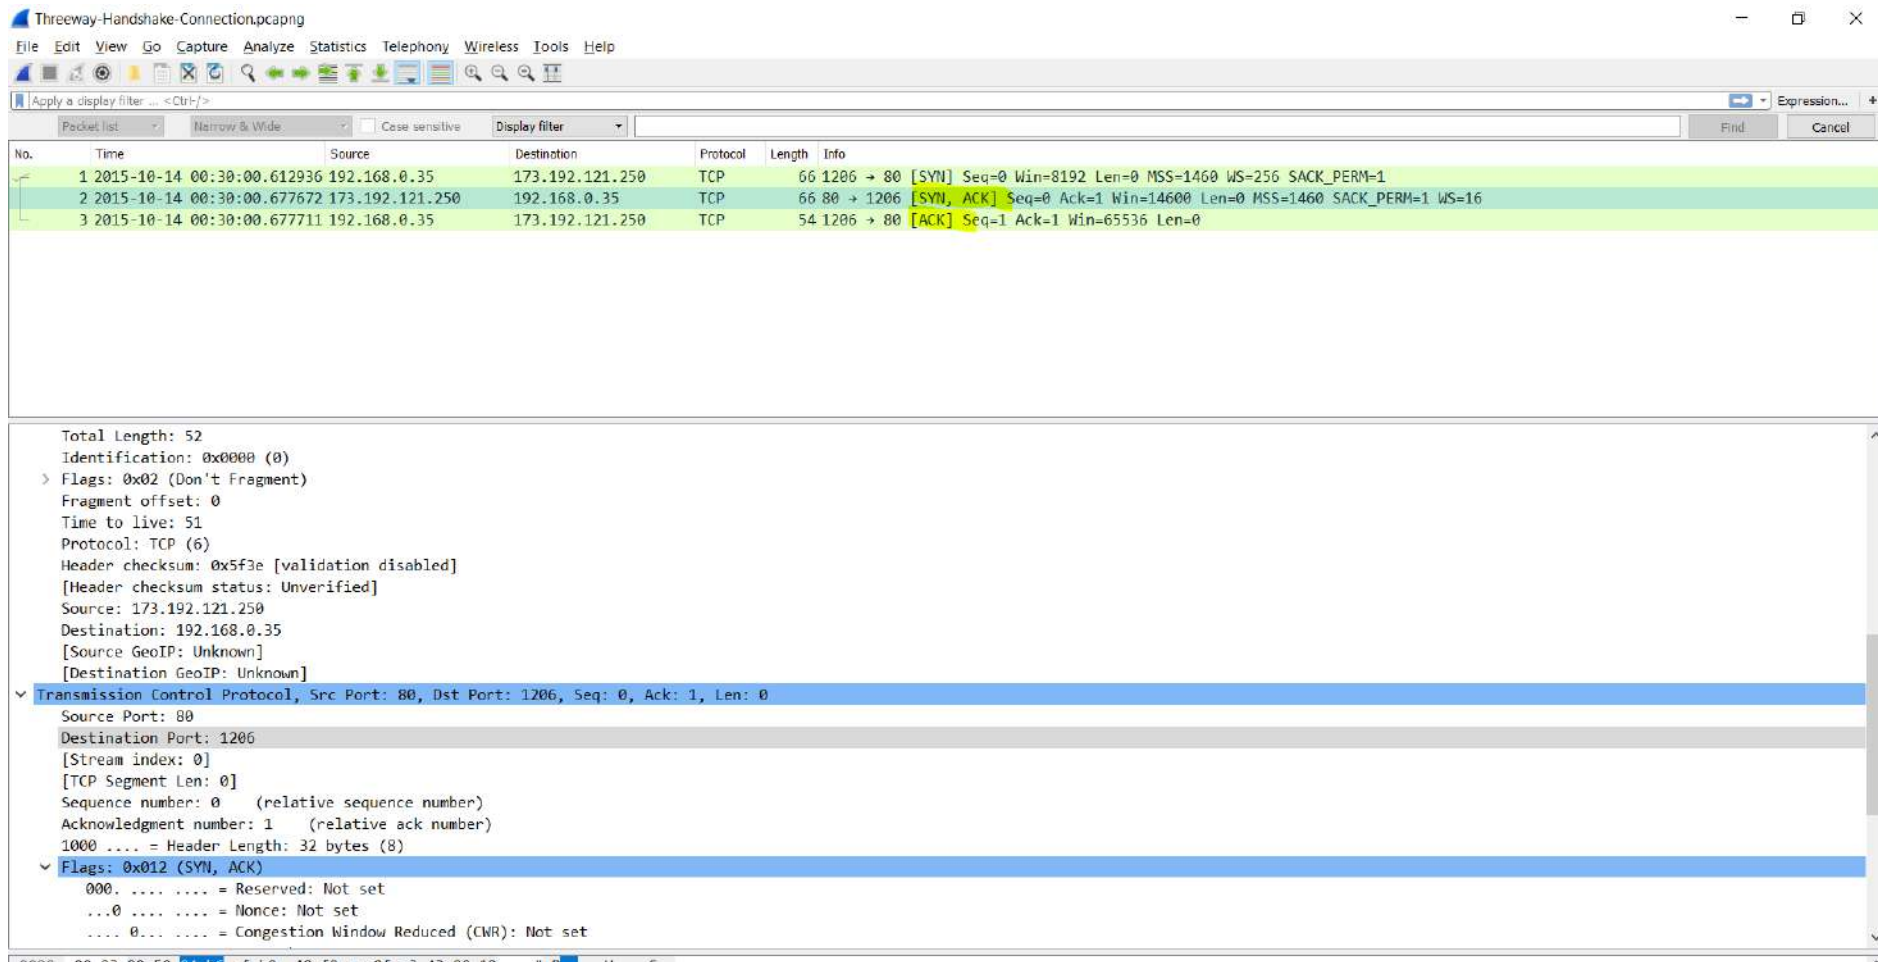 Threeway-Handshake-Connection.pcapng
File Edit View Go Capture Analyze Statistics Telephony Wireless Tools Help
Apply a display filter ... <Ctrl-/> Expression... +
Packet list Narrow & Wide Case sensitive Display filter Find Cancel
No. Time Source Destination Protocol Length Info
1 2015-10-14 00:30:00.612936 192.168.0.35 173.192.121.250 TCP 66 1206 → 80 [SYN] Seq=0 Win=8192 Len=0 MSS=1460 WS=256 SACK_PERM=1
2 2015-10-14 00:30:00.677672 173.192.121.250 192.168.0.35 TCP 66 80 → 1206 [SYN, ACK] Seq=0 Ack=1 Win=14600 Len=0 MSS=1460 SACK_PERM=1 WS=16
3 2015-10-14 00:30:00.677711 192.168.0.35 173.192.121.250 TCP 54 1206 → 80 [ACK] Seq=1 Ack=1 Win=65536 Len=0
Total Length: 52
Identification: 0x0000 (0)
> Flags: 0x02 (Don't Fragment)
Fragment offset: 0
Time to live: 51
Protocol: TCP (6)
Header checksum: 0x5f3e [validation disabled]
[Header checksum status: Unverified]
Source: 173.192.121.250
Destination: 192.168.0.35
[Source GeoIP: Unknown]
[Destination GeoIP: Unknown]
Transmission Control Protocol, Src Port: 80, Dst Port: 1206, Seq: 0, Ack: 1, Len: 0
Source Port: 80
Destination Port: 1206
[Stream index: 0]
[TCP Segment Len: 0]
Sequence number: 0 (relative sequence number)
Acknowledgment number: 1 (relative ack number)
1000 .... = Header Length: 32 bytes (8)
Flags: 0x012 (SYN, ACK)
000. .... .... = Reserved: Not set
...0 .... .... = Nonce: Not set
.... 0... .... = Congestion Window Reduced (CWR): Not set